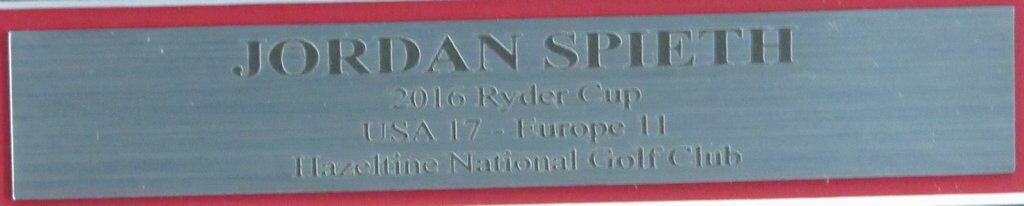 JORDAN SPIETH
2016 Ryder Cup
USA 17 - Europe 11
Hazeltine National Golf Club